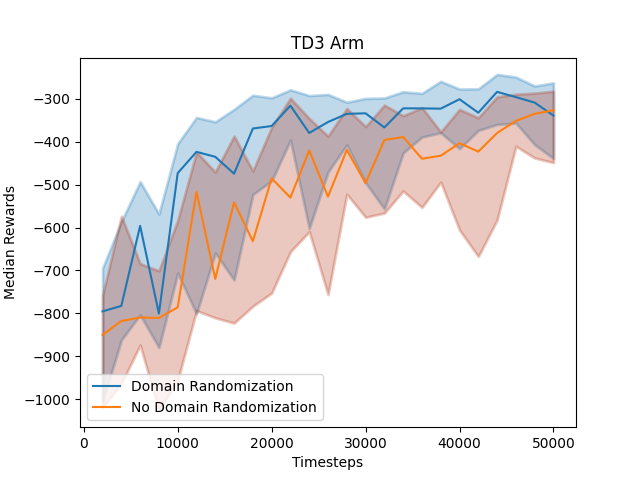 TD3 Arm
Median Rewards
−300
−400
−500
−600
−700
−800
−900
−1000
Domain Randomization
No Domain Randomization
0
10000
20000
30000
40000
50000
Timesteps